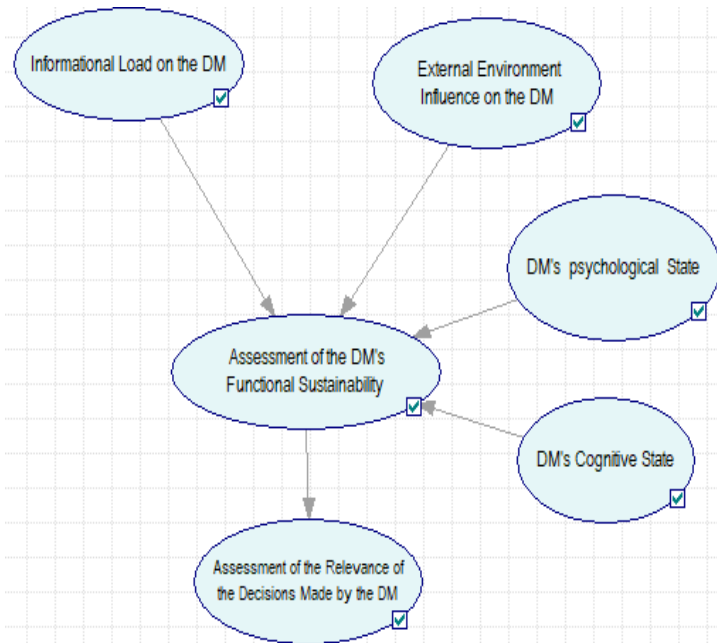 Informational Load on the DM
External Environment
Influence on the DM
DM's psychological State
Assessment of the DM's
Functional Sustainability
DM's Cognitive State
Assessment of the Relevance of
the Decisions Made by the DM